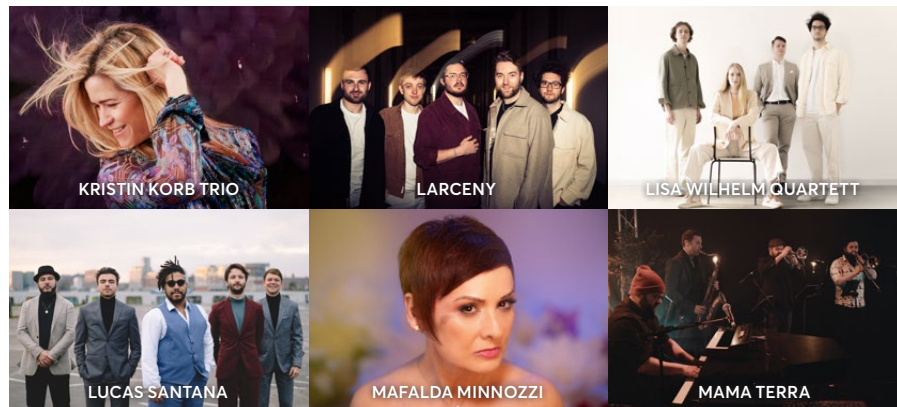 KRISTIN KORB TRIO
LARCENY
LISA WILHELM QUARTETT
LUCAS SANTANA
MAFALDA MINNOZZI
MAMA TERRA